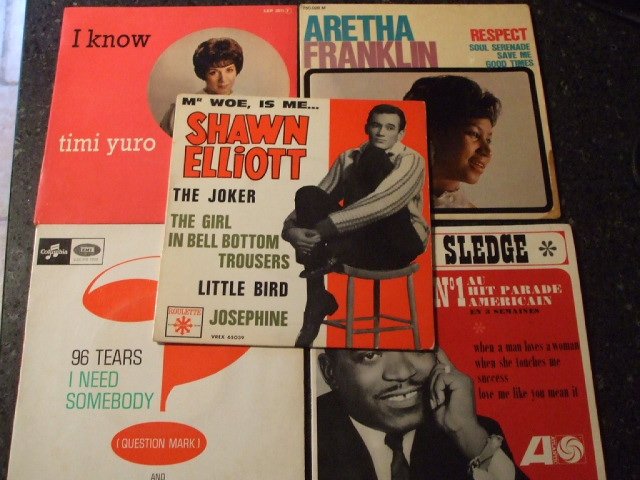 I know
timi yuro
ARETHA
FRANKLIN
RESPECT
SOUL SERENADE
SAVE ME
GOOD TIMES
Mr WOE, IS ME...
SHAWN
ELLIOTT
THE JOKER
THE GIRL
IN BELL BOTTOM
TROUSERS
LITTLE BIRD
JOSEPHINE
ROULETTE
VREX 65039
Columbia
EMI
96 TEARS
I NEED
SOMEBODY
(QUESTION MARK)
AND
SLEDGE
N°1 AU
HIT PARADE
AMERICAIN
EN 3 SEMAINES
when a man loves a woman
when she touches me
success
love me like you mean it